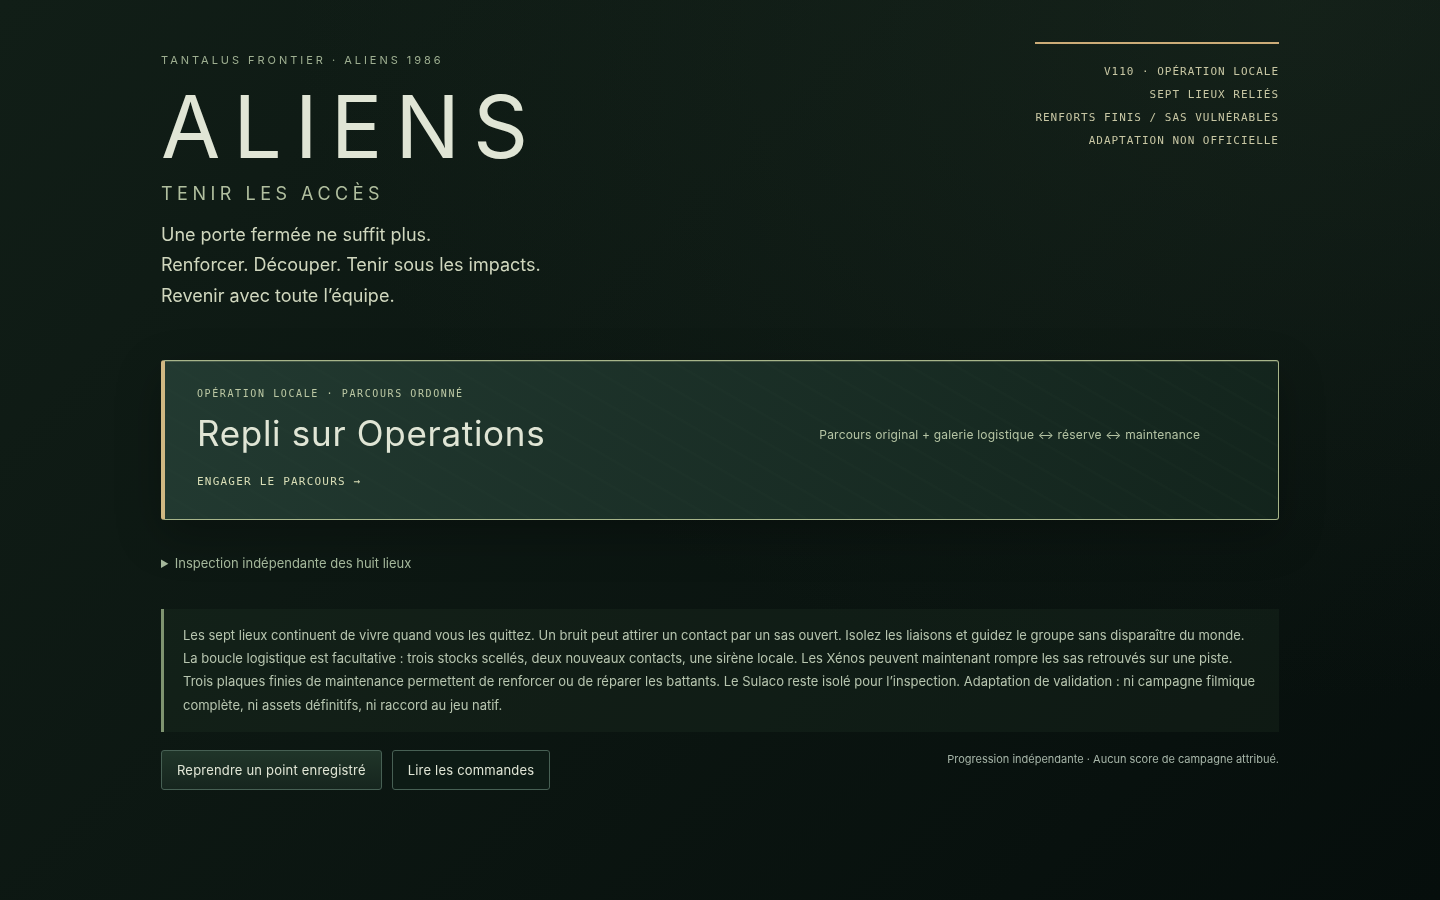 TANTALUS FRONTIER · ALIENS 1986
ALIENS
TENIR LES ACCÈS
Une porte fermée ne suffit plus.
Renforcer. Découper. Tenir sous les impacts.
Revenir avec toute l’équipe.
V110 · OPÉRATION LOCALE
SEPT LIEUX RELIÉS
RENFORTS FINIS / SAS VULNÉRABLES
ADAPTATION NON OFFICIELLE
OPÉRATION LOCALE · PARCOURS ORDONNÉ
Repli sur Operations
ENGAGER LE PARCOURS →
Parcours original + galerie logistique ↔ réserve ↔ maintenance
▶ Inspection indépendante des huit lieux
Les sept lieux continuent de vivre quand vous les quittez. Un bruit peut attirer un contact par un sas ouvert. Isolez les liaisons et guidez le groupe sans disparaître du monde.
La boucle logistique est facultative : trois stocks scellés, deux nouveaux contacts, une sirène locale. Les Xénos peuvent maintenant rompre les sas retrouvés sur une piste.
Trois plaques finies de maintenance permettent de renforcer ou de réparer les battants. Le Sulaco reste isolé pour l’inspection. Adaptation de validation : ni campagne filmique
complète, ni assets définitifs, ni raccord au jeu natif.
Reprendre un point enregistré
Lire les commandes
Progression indépendante · Aucun score de campagne attribué.